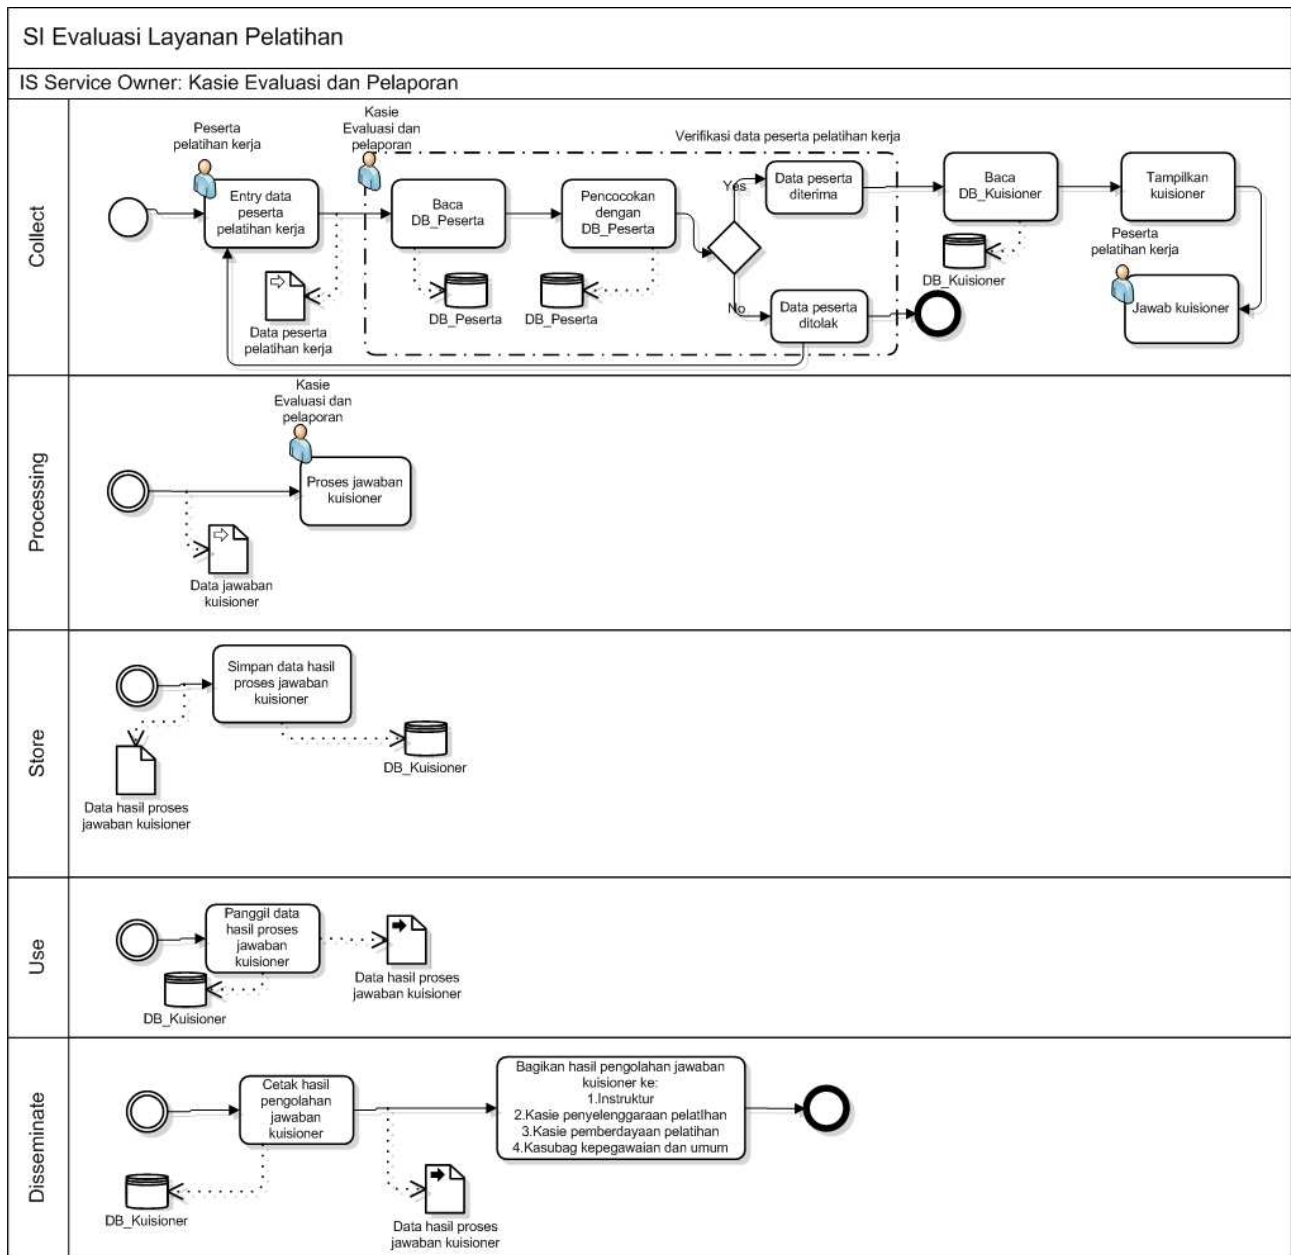 SI Evaluasi Layanan Pelatihan
IS Service Owner: Kasie Evaluasi dan Pelaporan
Collect
Peserta
pelatihan kerja
Entry data
peserta
pelatihan kerja
Data peserta
pelatihan kerja
Kasie
Evaluasi dan
pelaporan
Baca
DB_Peserta
DB_Peserta
Pencocokan
dengan
DB_Peserta
DB_Peserta
Verifikasi data peserta pelatihan kerja
Yes
Data peserta
diterima
No
Data peserta
ditolak
Baca
DB_Kuisioner
DB_Kuisioner
Tampilkan
kuisioner
Peserta
pelatihan kerja
Jawab kuisioner
Processing
Kasie
Evaluasi dan
pelaporan
Proses jawaban
kuisioner
Data jawaban
kuisioner
Store
Simpan data hasil
proses jawaban
kuisioner
DB_Kuisioner
Data hasil proses
jawaban kuisioner
Use
Panggil data
hasil proses
jawaban
kuisioner
DB_Kuisioner
Data hasil proses
jawaban kuisioner
Disseminate
Cetak hasil
pengolahan
jawaban
kuisioner
DB_Kuisioner
Data hasil proses
jawaban kuisioner
Bagikan hasil pengolahan jawaban
kuisioner ke:
1.Instruktur
2.Kasie penyelenggaraan pelatihan
3.Kasie pemberdayaan pelatihan
4.Kasubag kepegawaian dan umum